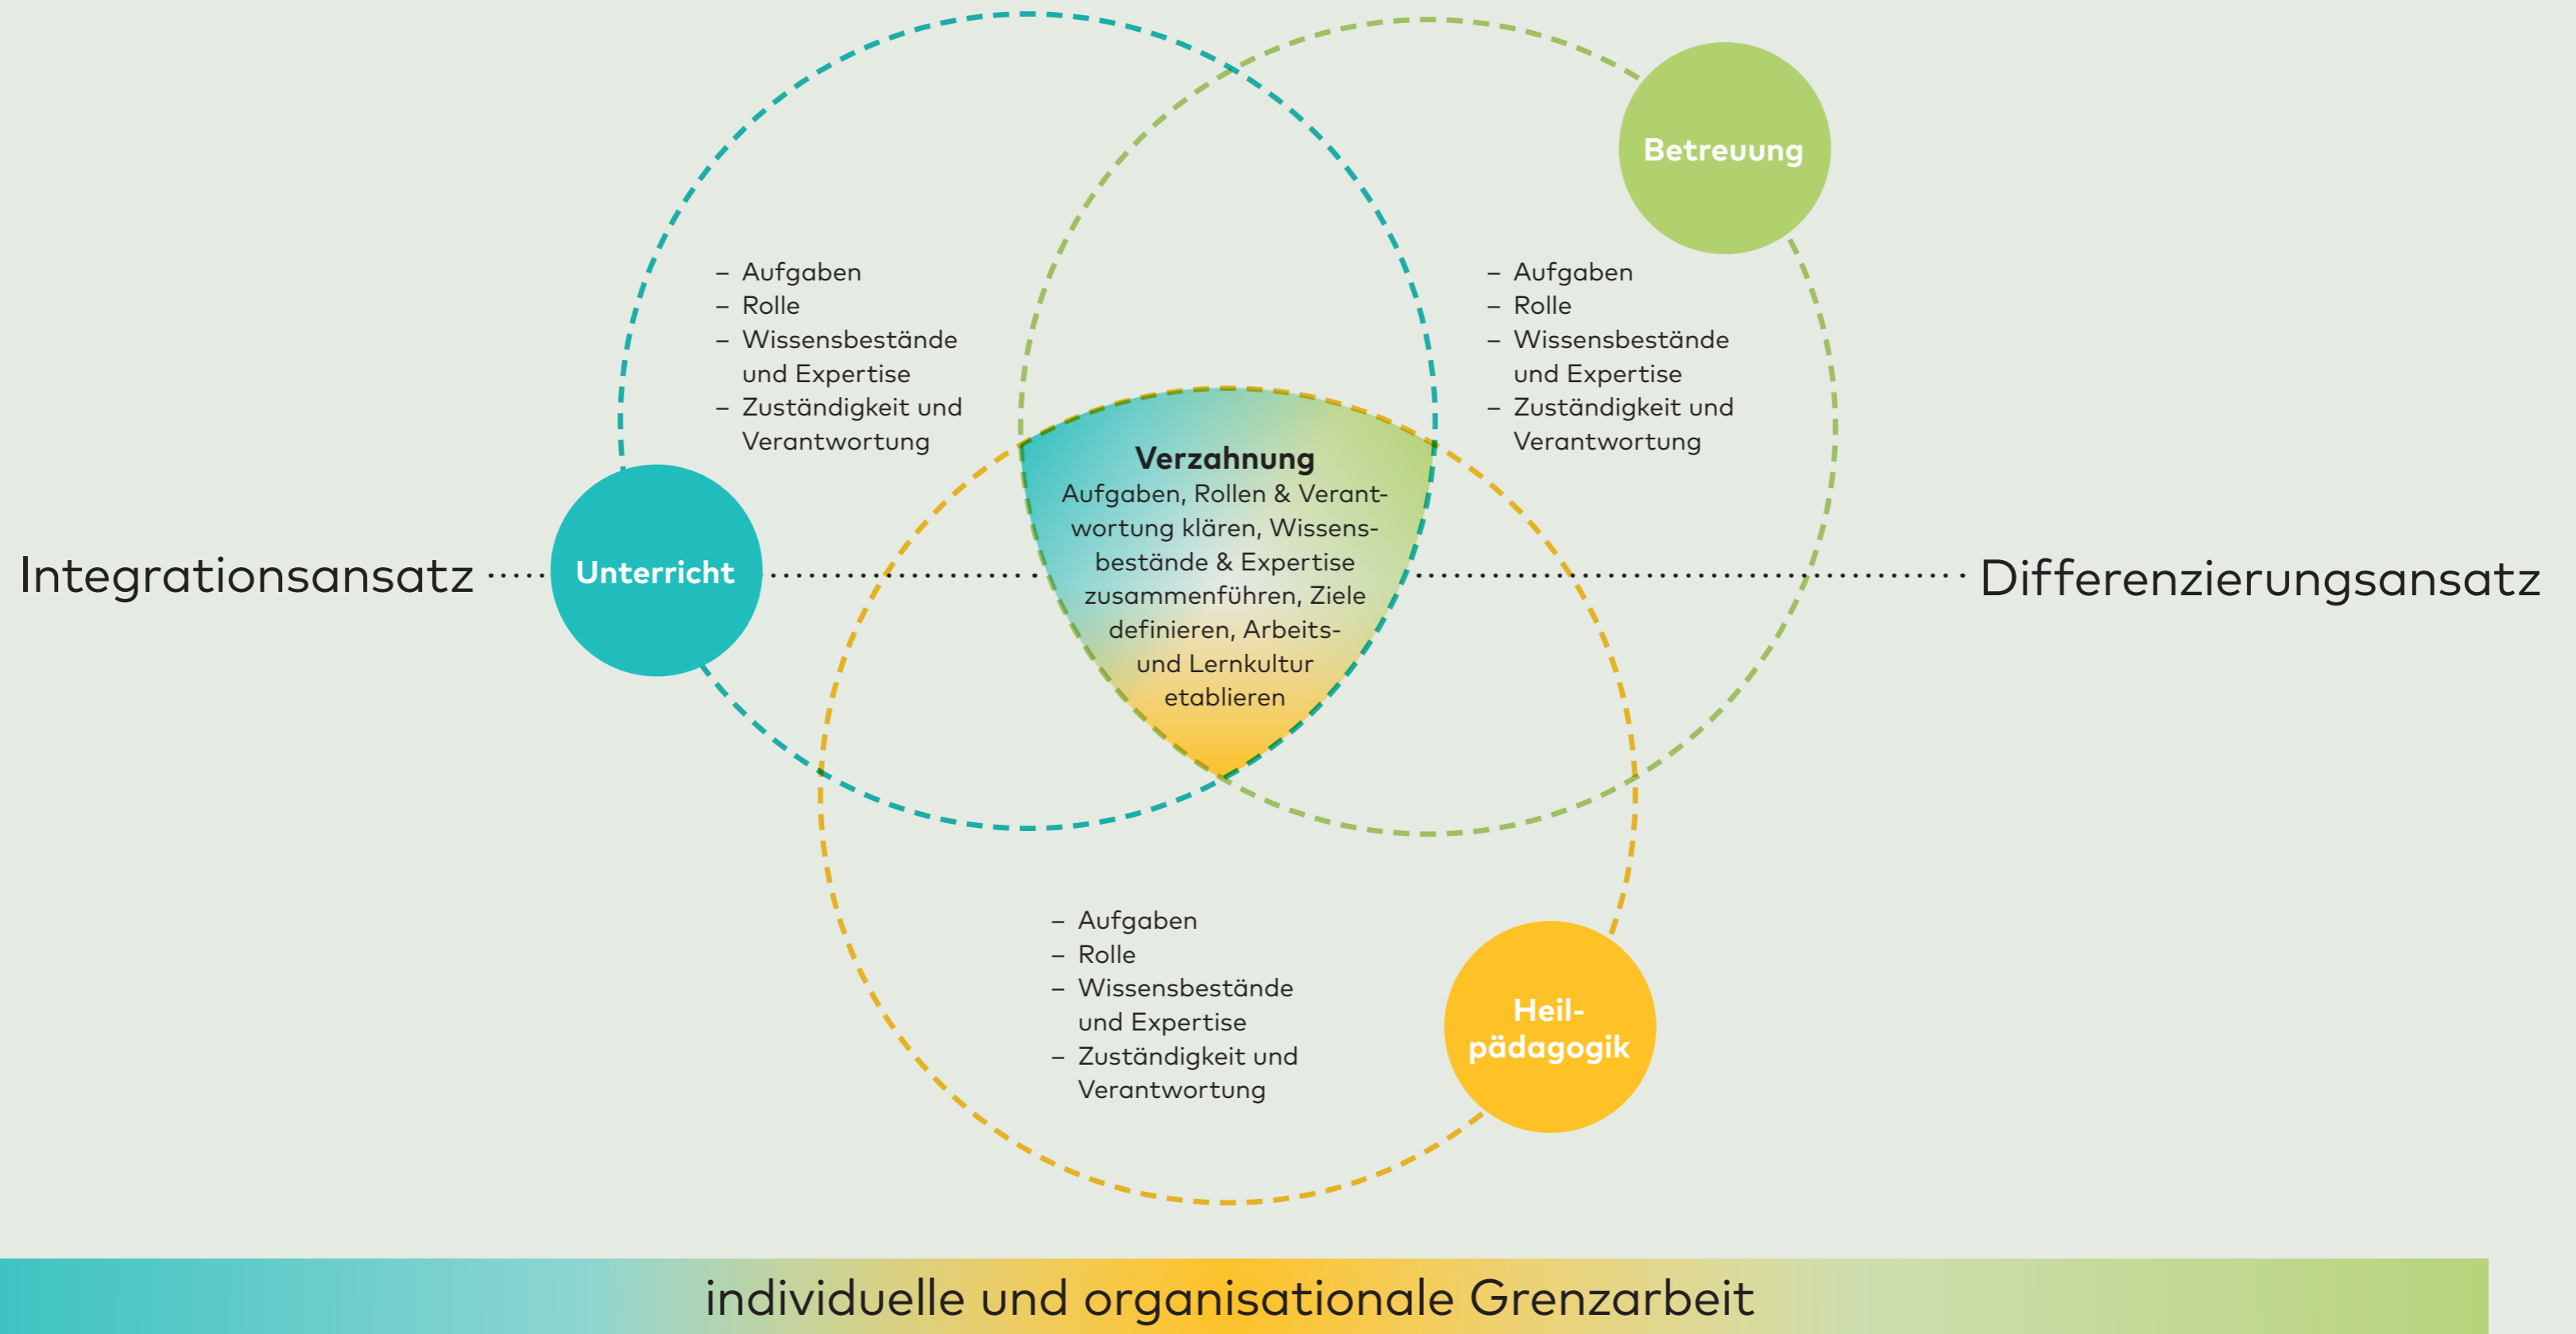 Betreuung
– Aufgaben
– Rolle
– Wissensbestände
und Expertise
– Zuständigkeit und
Verantwortung
– Aufgaben
– Rolle
– Wissensbestände
und Expertise
– Zuständigkeit und
Verantwortung
Verzahnung
Aufgaben, Rollen & Verant-
wortung klären, Wissens-
bestände & Expertise
zusammenführen, Ziele
definieren, Arbeits-
und Lernkultur
etablieren
Integrationsansatz
Unterricht
Differenzierungsansatz
– Aufgaben
– Rolle
– Wissensbestände
und Expertise
– Zuständigkeit und
Verantwortung
Heil-
pädagogik
individuelle und organisationale Grenzarbeit